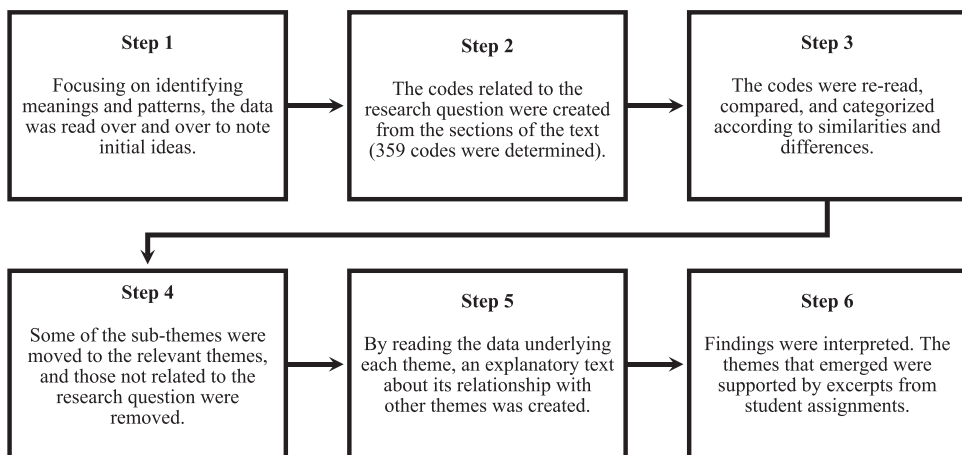 Step 1
Focusing on identifying
meanings and patterns, the data
was read over and over to note
initial ideas.
Step 2
The codes related to the
research question were created
from the sections of the text
(359 codes were determined).
Step 3
The codes were re-read,
compared, and categorized
according to similarities and
differences.
Step 4
Some of the sub-themes were
moved to the relevant themes,
and those not related to the
research question were
removed.
Step 5
By reading the data underlying
each theme, an explanatory text
about its relationship with
other themes was created.
Step 6
Findings were interpreted. The
themes that emerged were
supported by excerpts from
student assignments.